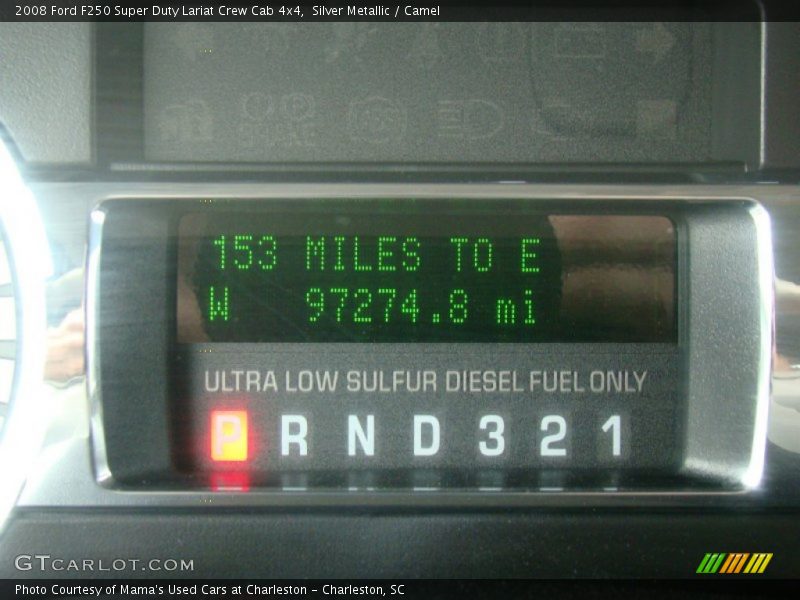 2008 Ford F250 Super Duty Lariat Crew Cab 4x4,  Silver Metallic / Camel
153 MILES TO E
W 97274.8 mi
ULTRA LOW SULFUR DIESEL FUEL ONLY
P R N D 3 2 1
GTCARLOT.COM
Photo Courtesy of Mama's Used Cars at Charleston – Charleston, SC